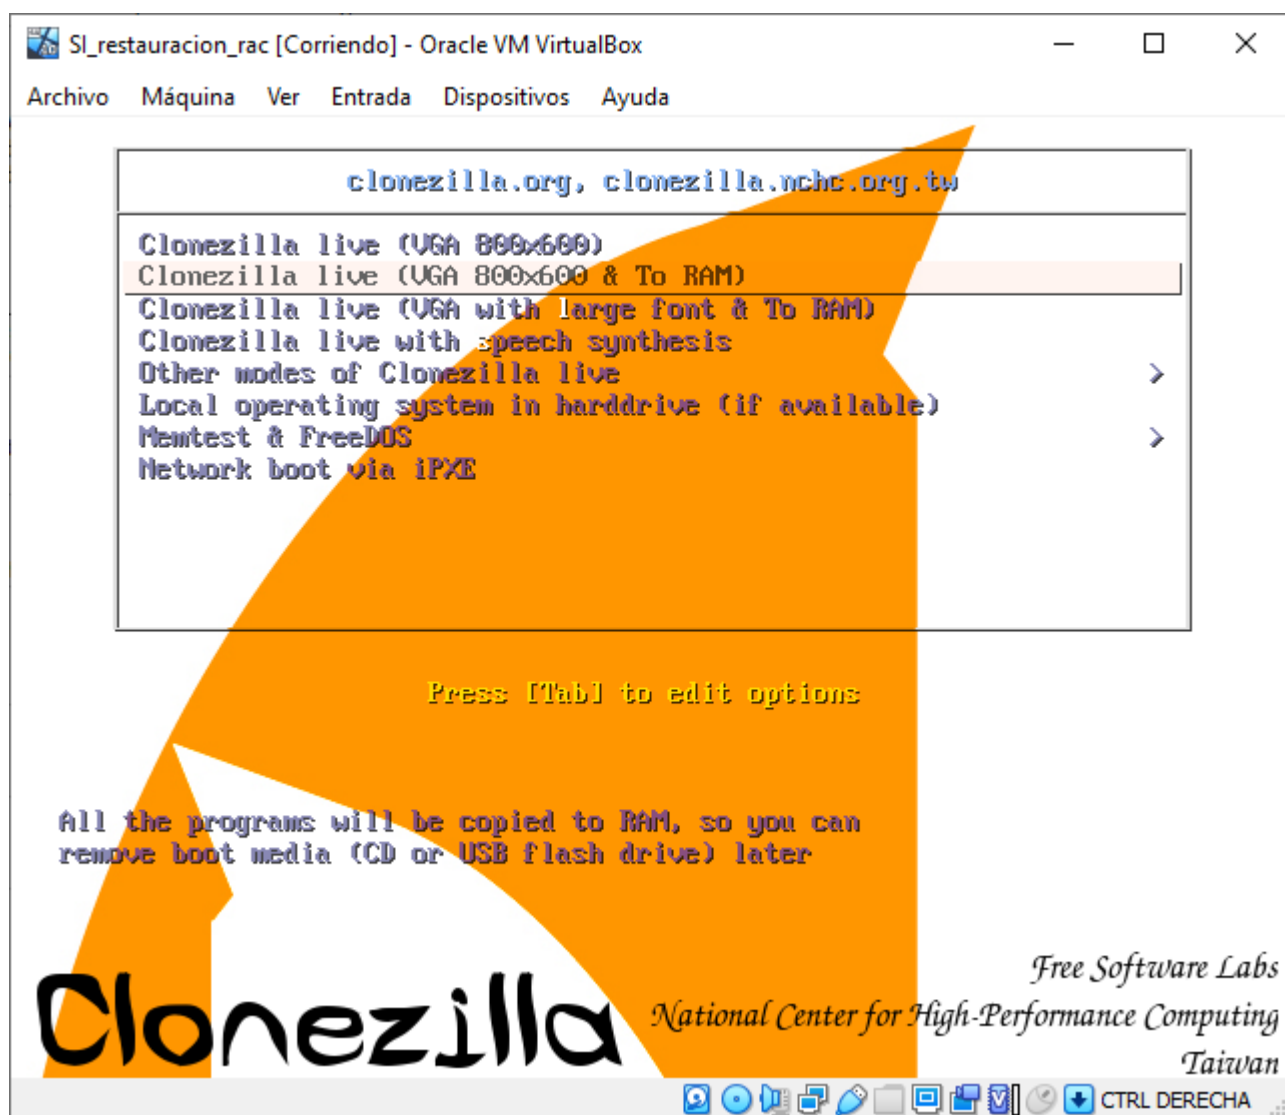 SI_restauracion_rac [Corriendo] - Oracle VM VirtualBox
Archivo Máquina Ver Entrada Dispositivos Ayuda
clonezilla.org, clonezilla.nchc.org.tw
Clonezilla live (VGA 800x600)
Clonezilla live (VGA 800x600 & To RAM)
Clonezilla live (VGA with large font & To RAM)
Clonezilla live with speech synthesis
Other modes of Clonezilla live >
Local operating system in harddrive (if available)
Memtest & FreeDOS >
Network boot via iPXE
Press [Tab] to edit options
All the programs will be copied to RAM, so you can
remove boot media (CD or USB flash drive) later
Clonezilla
Free Software Labs
National Center for High-Performance Computing
Taiwan
CTRL DERECHA